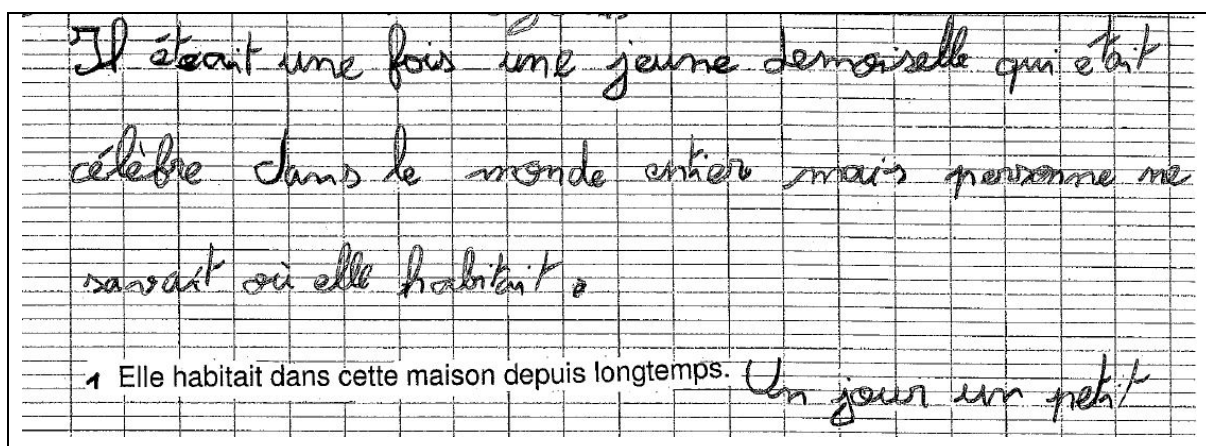 Il étcait une fois une jeune demoiselle qui était
célèbre dans le monde entier mais personne ne
savait où elle habitait.
1 Elle habitait dans cette maison depuis longtemps. Un jour un petit